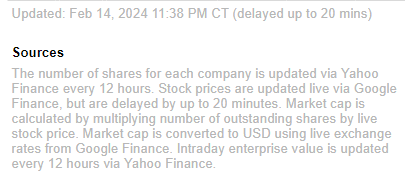 Updated: Feb 14, 2024 11:38 PM CT (delayed up to 20 mins)
Sources
The number of shares for each company is updated via Yahoo
Finance every 12 hours. Stock prices are updated live via Google
Finance, but are delayed by up to 20 minutes. Market cap is
calculated by multiplying number of outstanding shares by live
stock price. Market cap is converted to USD using live exchange
rates from Google Finance. Intraday enterprise value is updated
every 12 hours via Yahoo Finance.